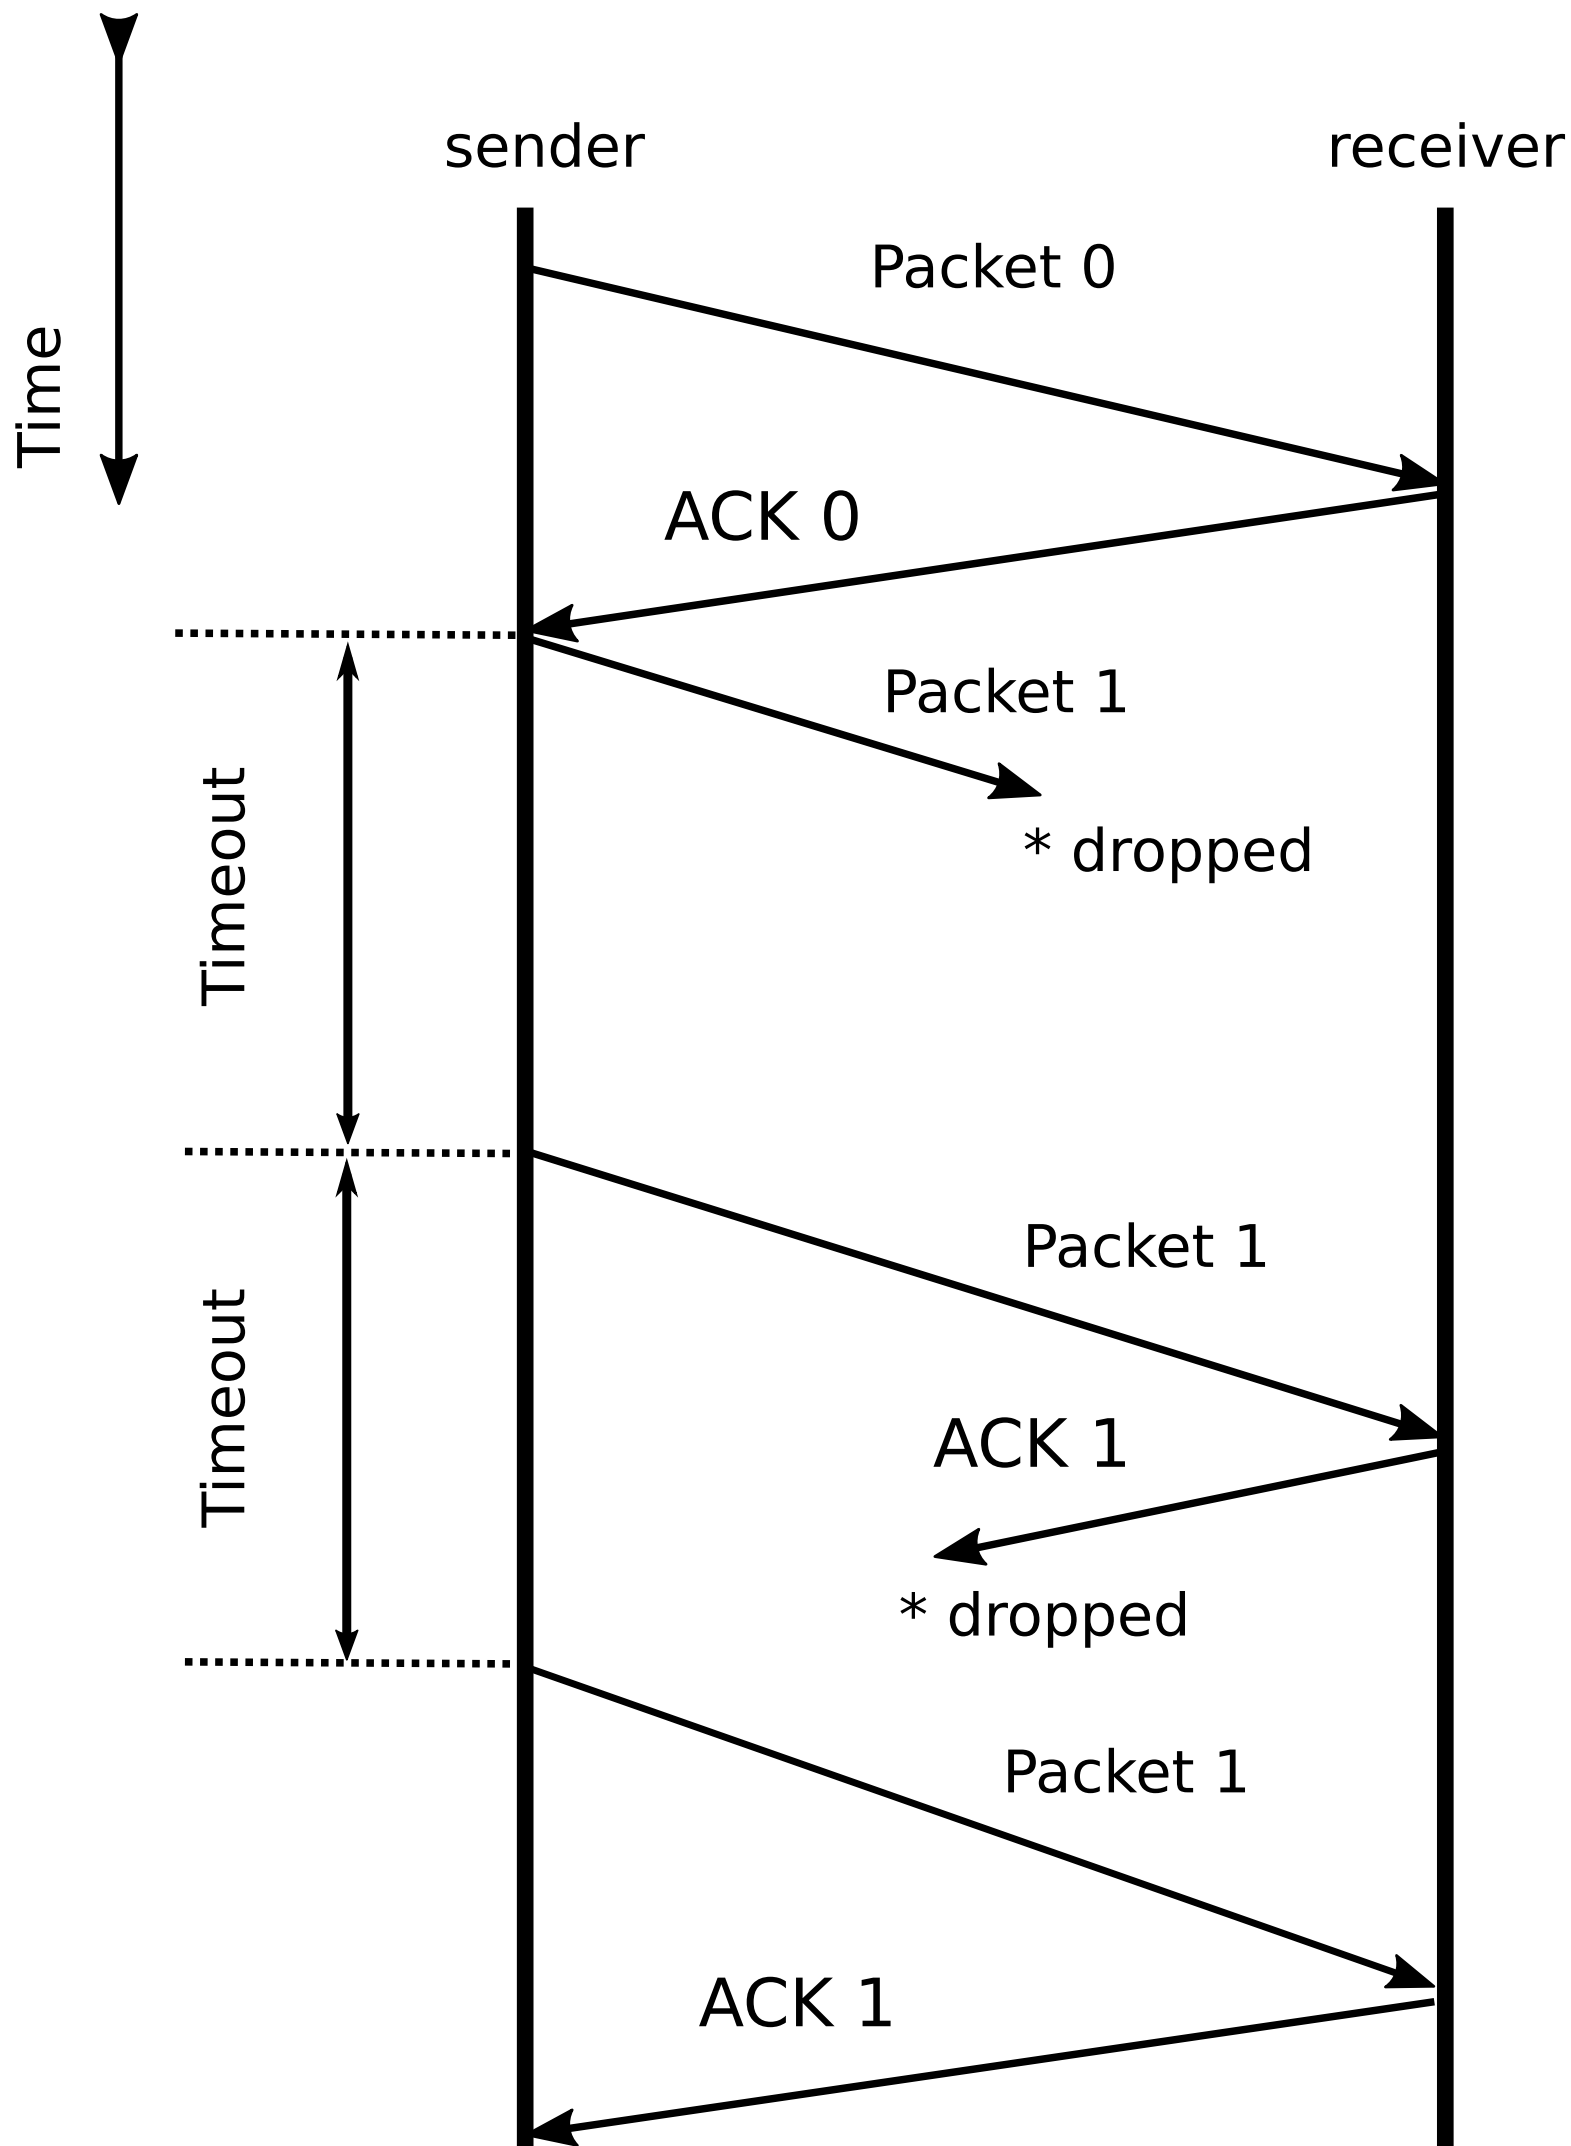 sender
receiver
Packet 0
Time
ACK 0
Packet 1
* dropped
Timeout
Packet 1
Timeout
ACK 1
* dropped
Packet 1
ACK 1